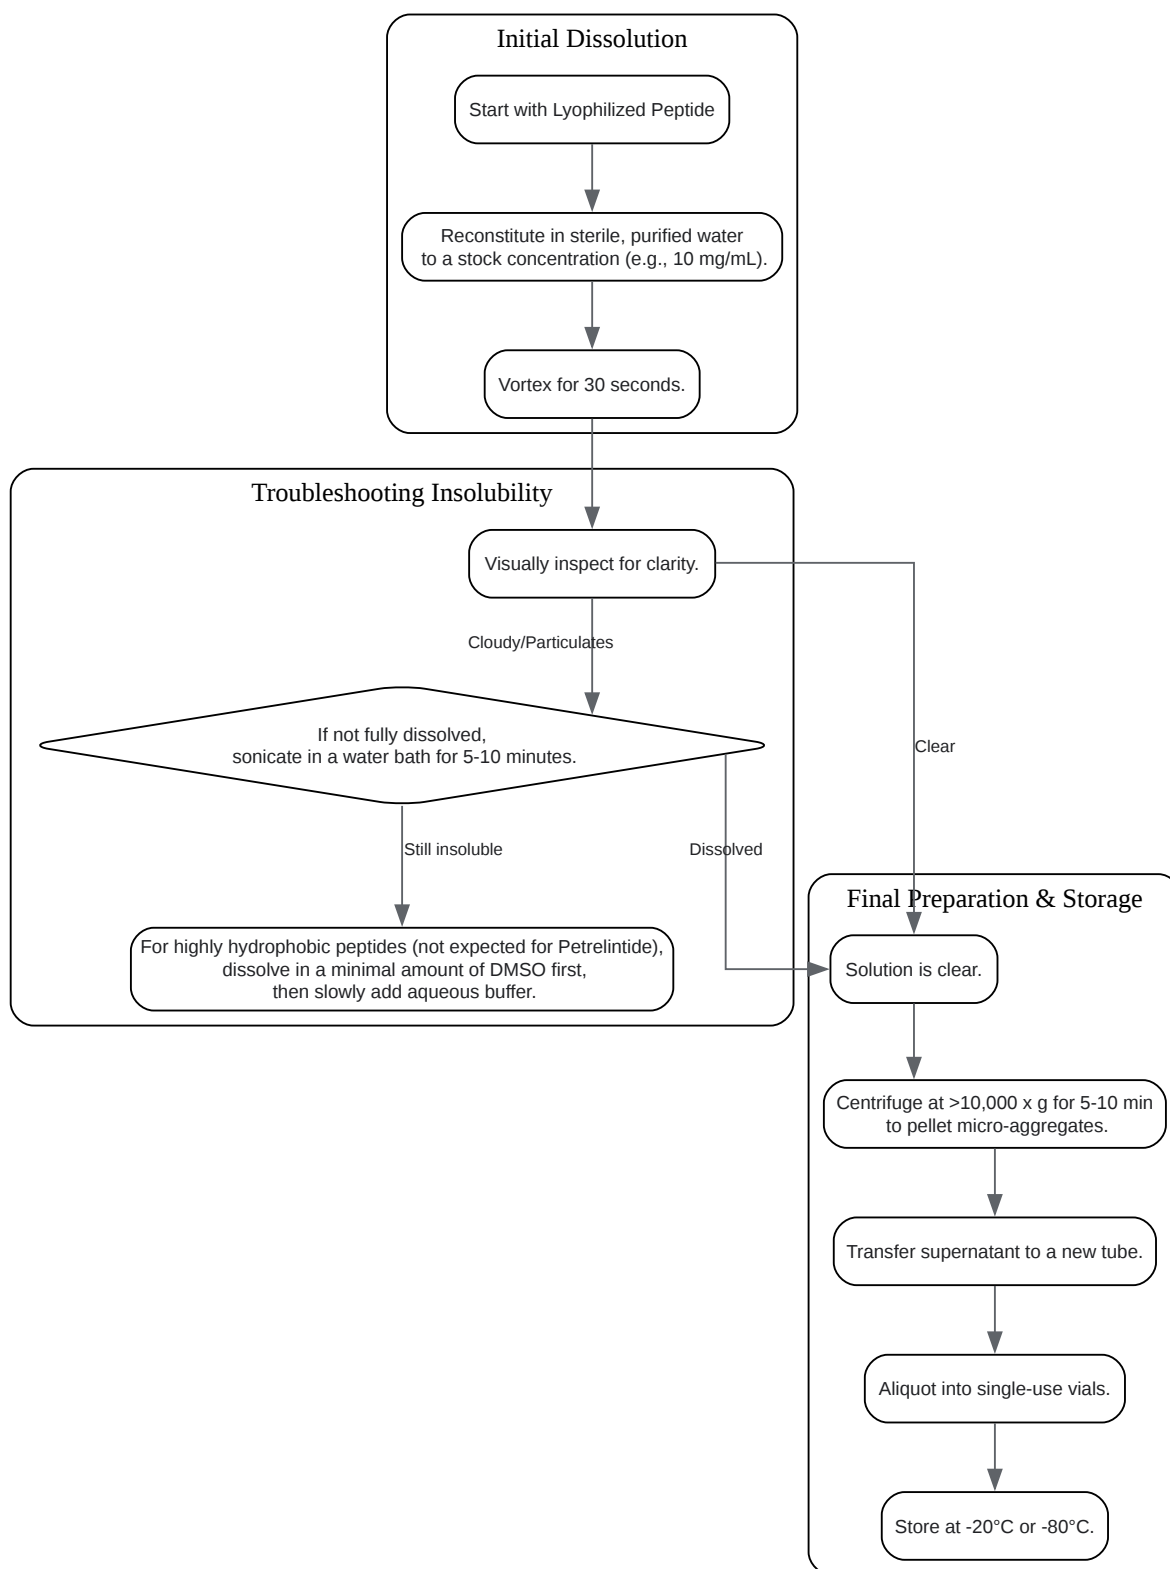 Initial Dissolution
Start with Lyophilized Peptide
Reconstitute in sterile, purified water
to a stock concentration (e.g., 10 mg/mL).
Vortex for 30 seconds.
Troubleshooting Insolubility
Visually inspect for clarity.
Cloudy/Particulates
If not fully dissolved,
sonicate in a water bath for 5-10 minutes.
Clear
Still insoluble
Dissolved
For highly hydrophobic peptides (not expected for Petrelintide),
dissolve in a minimal amount of DMSO first,
then slowly add aqueous buffer.
Final Preparation & Storage
Solution is clear.
Centrifuge at >10,000 x g for 5-10 min
to pellet micro-aggregates.
Transfer supernatant to a new tube.
Aliquot into single-use vials.
Store at -20°C or -80°C.